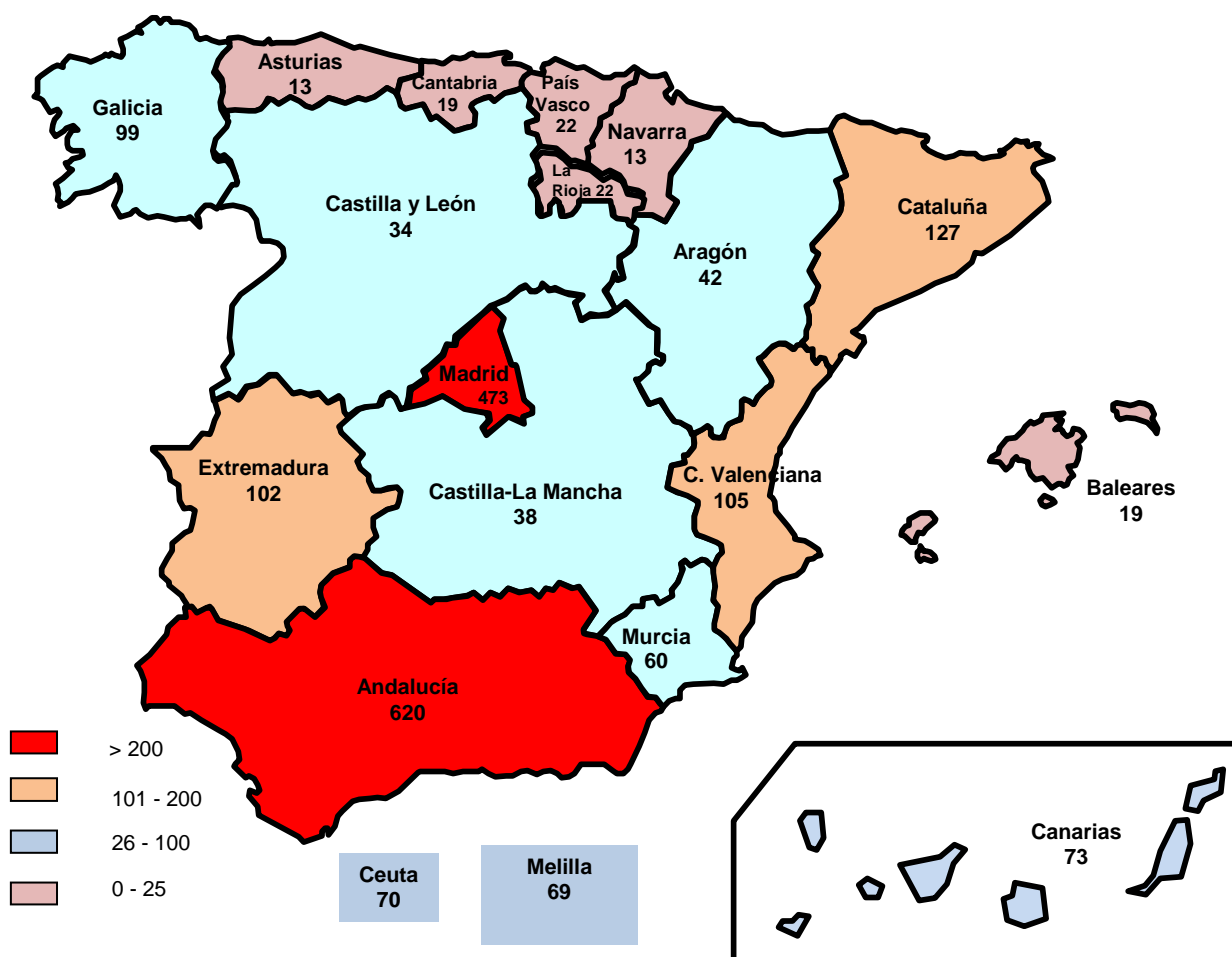 Asturias
13
Cantabria
19
País
Vasco
22
Galicia
99
Navarra
13
La
Rioja 22
Castilla y León
34
Cataluña
127
Aragón
42
Madrid
473
Extremadura
102
Castilla-La Mancha
38
C. Valenciana
105
Baleares
19
Murcia
60
Andalucía
620
> 200
101 - 200
26 - 100
0 - 25
Ceuta
70
Melilla
69
Canarias
73